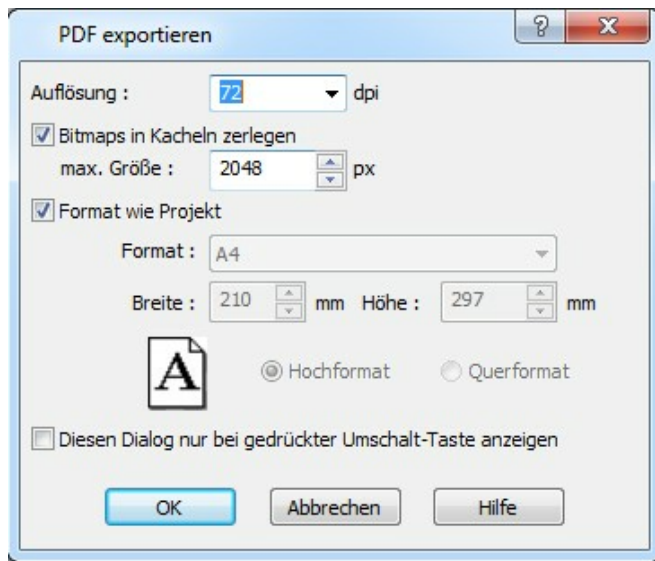 PDF exportieren
Auflösung : 72 dpi
Bitmaps in Kacheln zerlegen
max. Größe : 2048 px
Format wie Projekt
Format : A4
Breite : 210 mm Höhe : 297 mm
A Hochformat Querformat
Diesen Dialog nur bei gedrückter Umschalt-Taste anzeigen
OK Abbrechen Hilfe